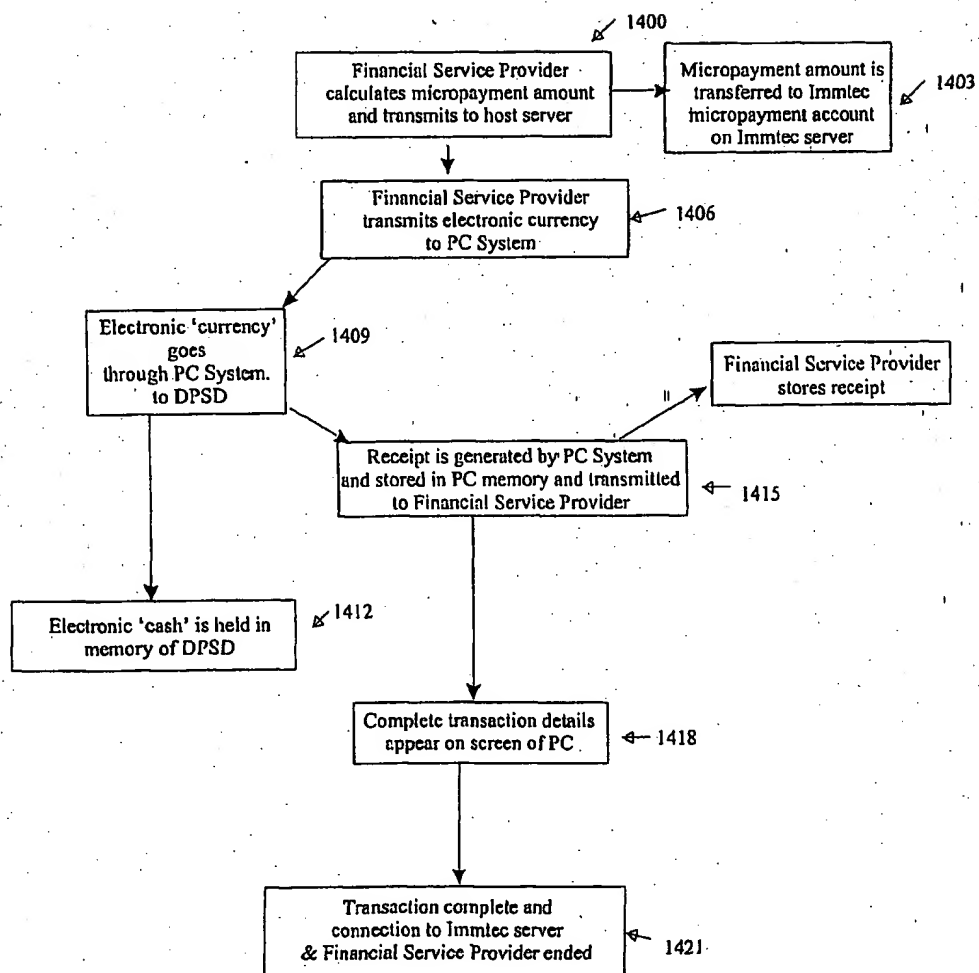 1400
Financial Service Provider
calculates micropayment amount
and transmits to host server
Micropayment amount is
transferred to Immtec
micropayment account
on Immtec server
1403
Financial Service Provider
transmits electronic currency
to PC System
1406
Electronic 'currency'
goes
through PC System.
to DPSD
1409
Financial Service Provider
stores receipt
Receipt is generated by PC System
and stored in PC memory and transmitted
to Financial Service Provider
1415
Electronic 'cash' is held in
memory of DPSD
1412
Complete transaction details
appear on screen of PC
1418
Transaction complete and
connection to Immtec server
& Financial Service Provider ended
1421